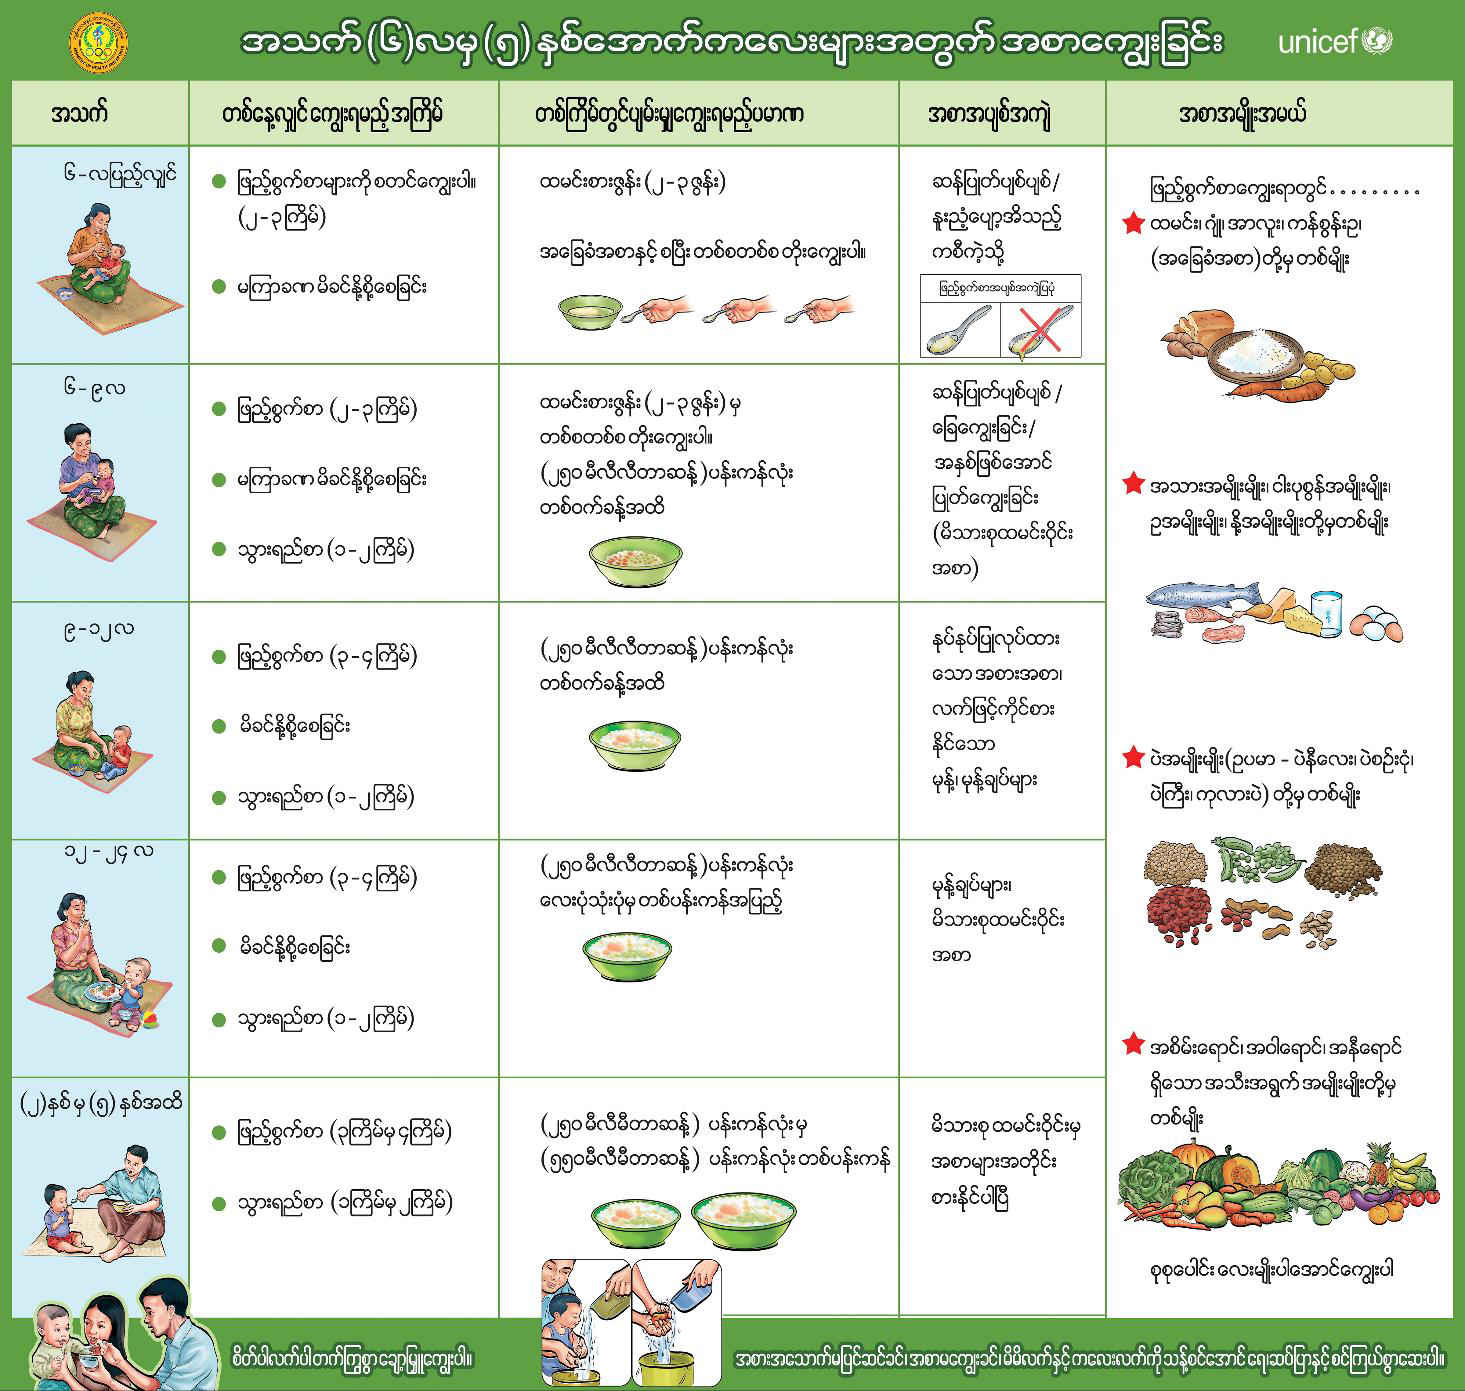 အသက် (၆)လမှ (၅) နှစ်အောက်ကလေးများအတွက် အစာကျွေးခြင်း
unicef
အသက်
တစ်နေ့လျှင် ကျွေးရမည့် အကြိမ်
တစ်ကြိမ်တွင်ပျမ်းမျှကျွေးရမည့်ပမာဏ
အစာအပျစ်အကျဲ
အစာအမျိုးအမယ်
၆ - လပြည့်လျှင်
ဖြည့်စွက်စာများကို စတင်ကျွေးပါ။
(၂-၃ကြိမ်)
မကြာခဏ မိခင်နို့စို့စေခြင်း
ထမင်းစားဇွန်း (၂-၃ ဇွန်း)
အခြေခံအစာနှင့် စပြီး တစ်စတစ်စ တိုးကျွေးပါ။
ဆန်ပြုတ်ပျစ်ပျစ်/
နူးညံ့ပျော့အိသည့်
ကစီကဲ့သို့
ဖြည့်စွက်စာအပျစ်အကျဲပြပုံ
၆ - ၉ လ
ဖြည့်စွက်စာ (၂-၃ကြိမ်)
မကြာခဏ မိခင်နို့စို့စေခြင်း
သွားရည်စာ (၁-၂ကြိမ်)
ထမင်းစားဇွန်း (၂-၃ ဇွန်း) မှ
တစ်စတစ်စ တိုးကျွေးပါ။
(၂၅၀ မီလီလီတာဆန့်)ပန်းကန်လုံး
တစ်ဝက်ခန့်အထိ
ဆန်ပြုတ်ပျစ်ပျစ် /
ခြေကျွေးခြင်း/
အနှစ်ဖြစ်အောင်
ပြုတ်ကျွေးခြင်း
(မိသားစုထမင်းဝိုင်း
အစာ)
၉-၁၂လ
ဖြည့်စွက်စာ (၃-၄ကြိမ်)
မိခင်နို့စို့စေခြင်း
သွားရည်စာ (၁-၂ကြိမ်)
(၂၅၀ မီလီလီတာဆန့်)ပန်းကန်လုံး
တစ်ဝက်ခန့်အထိ
နုပ်နုပ်ပြုလုပ်ထား
သော အစားအစာ၊
လက်ဖြင့်ကိုင်စား
နိုင်သော
မုန့်၊ မုန့်ချပ်များ
၁၂ - ၂၄ လ
ဖြည့်စွက်စာ (၃-၄ကြိမ်)
မိခင်နို့စို့စေခြင်း
သွားရည်စာ (၁-၂ကြိမ်)
(၂၅၀ မီလီလီတာဆန့်)ပန်းကန်လုံး
လေးပုံသုံးပုံမှ တစ်ပန်းကန်အပြည့်
မုန့်ချပ်များ၊
မိသားစုထမင်းဝိုင်း
အစာ
(၂)နှစ် မှ (၅) နှစ်အထိ
ဖြည့်စွက်စာ (၃ကြိမ်မှ ၄ကြိမ်)
သွားရည်စာ (၁ကြိမ်မှ ၂ကြိမ်)
(၂၅၀ မီလီမီတာဆန့်) ပန်းကန်လုံး မှ
(၅၅၀မီလီမီတာဆန့်) ပန်းကန်လုံး တစ်ပန်းကန်
မိသားစု ထမင်းဝိုင်းမှ
အစာများအတိုင်း
စားနိုင်ပါပြီ
ဖြည့်စွက်စာကျွေးရာတွင် . . . . . . . . .
ထမင်း၊ ဂျုံ၊ အာလူး၊ ကန်စွန်းဥ၊
(အခြေခံအစာ)တို့မှ တစ်မျိုး
အသားအမျိုးမျိုး၊ ငါးပုစွန်အမျိုးမျိုး၊
ဥအမျိုးမျိုး၊ နို့အမျိုးမျိုးတို့မှတစ်မျိုး
ပဲအမျိုးမျိုး(ဥပမာ - ပဲနီလေး၊ ပဲစဉ်းငုံ၊
ပဲကြီး၊ ကုလားပဲ) တို့မှ တစ်မျိုး
အစိမ်းရောင်၊ အဝါရောင်၊ အနီရောင်
ရှိသော အသီးအရွက် အမျိုးမျိုးတို့မှ
တစ်မျိုး
စုစုပေါင်း လေးမျိုးပါအောင်ကျွေးပါ
စိတ်ပါလက်ပါ တက်ကြွစွာ ချော့မြှူကျွေးပါ။
အစားအသောက်မပြင်ဆင်ခင်၊ အစာမကျွေးခင်၊ မိမိလက်နှင့် ကလေးလက်ကို သန့်စင်အောင် ရေ၊ဆပ်ပြာနှင့် စင်ကြယ်စွာဆေးပါ။